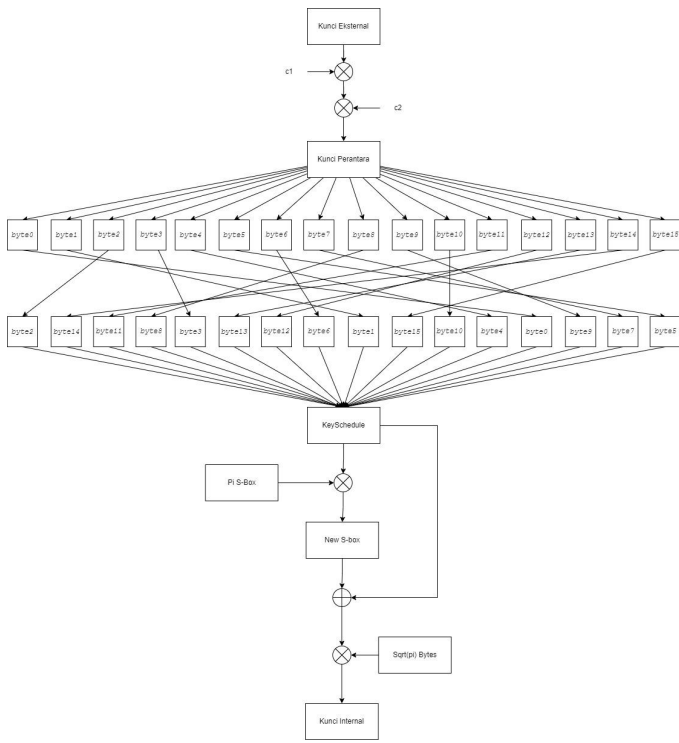 Kunci Eksternal
c1
c2
Kunci Perantara
byte0 byte1 byte2 byte3 byte4 byte5 byte6 byte7 byte8 byte9 byte10 byte11 byte12 byte13 byte14 byte15
byte2 byte14 byte11 byte8 byte3 byte13 byte12 byte6 byte1 byte15 byte10 byte4 byte0 byte9 byte7 byte5
KeySchedule
Pi S-Box
New S-box
Sqrt(pi) Bytes
Kunci Internal